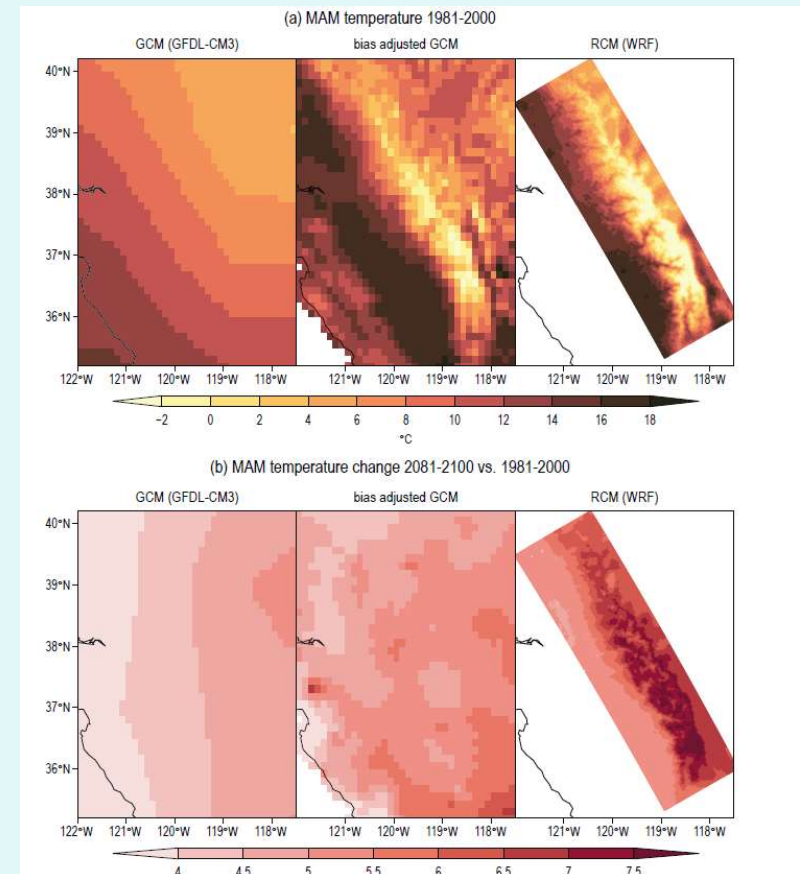 (a) MAM temperature 1981-2000
GCM (GFDL-CM3) bias adjusted GCM RCM (WRF)
40°N
39°N
38°N
37°N
36°N
122°W 121°W 120°W 119°W 118°W 121°W 120°W 119°W 118°W 121°W 120°W 119°W 118°W
−2 0 2 4 6 8 10 12 14 16 18
°C
(b) MAM temperature change 2081-2100 vs. 1981-2000
GCM (GFDL-CM3) bias adjusted GCM RCM (WRF)
40°N
39°N
38°N
37°N
36°N
122°W 121°W 120°W 119°W 118°W 121°W 120°W 119°W 118°W 121°W 120°W 119°W 118°W
4 4.5 5 5.5 6 6.5 7 7.5